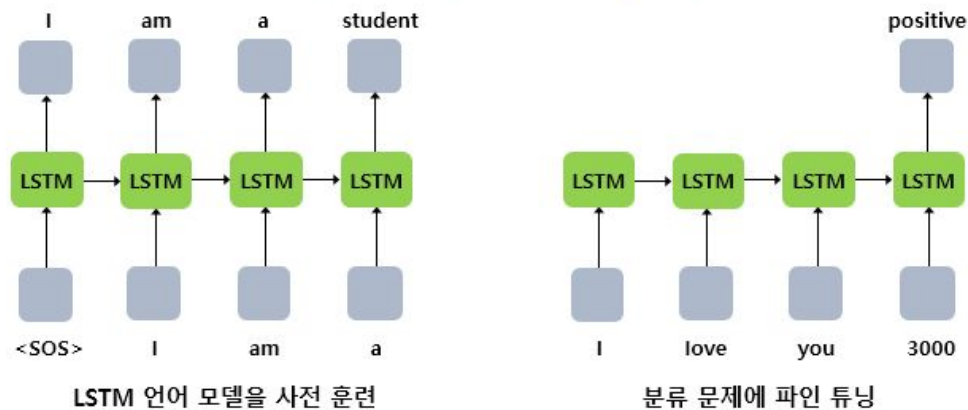 I am a student positive
LSTM LSTM LSTM LSTM LSTM LSTM LSTM LSTM
<SOS> I am a I love you 3000
LSTM 언어 모델을 사전 훈련 분류 문제에 파인 튜닝